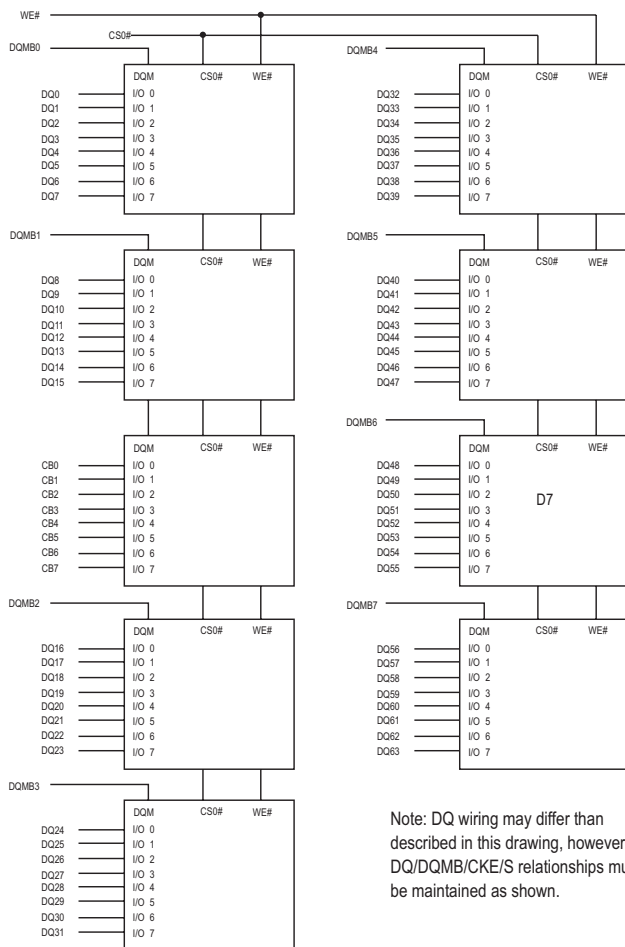 WE#
CS0#
DQMB0
DQM CS0# WE#
DQ0 I/O 0
DQ1 I/O 1
DQ2 I/O 2
DQ3 I/O 3
DQ4 I/O 4
DQ5 I/O 5
DQ6 I/O 6
DQ7 I/O 7
DQMB1
DQM CS0# WE#
DQ8 I/O 0
DQ9 I/O 1
DQ10 I/O 2
DQ11 I/O 3
DQ12 I/O 4
DQ13 I/O 5
DQ14 I/O 6
DQ15 I/O 7
DQM CS0# WE#
CB0 I/O 0
CB1 I/O 1
CB2 I/O 2
CB3 I/O 3
CB4 I/O 4
CB5 I/O 5
CB6 I/O 6
CB7 I/O 7
DQMB2
DQM CS0# WE#
DQ16 I/O 0
DQ17 I/O 1
DQ18 I/O 2
DQ19 I/O 3
DQ20 I/O 4
DQ21 I/O 5
DQ22 I/O 6
DQ23 I/O 7
DQMB3
DQM CS0# WE#
DQ24 I/O 0
DQ25 I/O 1
DQ26 I/O 2
DQ27 I/O 3
DQ28 I/O 4
DQ29 I/O 5
DQ30 I/O 6
DQ31 I/O 7
DQMB4
DQM CS0# WE#
DQ32 I/O 0
DQ33 I/O 1
DQ34 I/O 2
DQ35 I/O 3
DQ36 I/O 4
DQ37 I/O 5
DQ38 I/O 6
DQ39 I/O 7
DQMB5
DQM CS0# WE#
DQ40 I/O 0
DQ41 I/O 1
DQ42 I/O 2
DQ43 I/O 3
DQ44 I/O 4
DQ45 I/O 5
DQ46 I/O 6
DQ47 I/O 7
DQMB6
DQM CS0# WE#
DQ48 I/O 0
DQ49 I/O 1
DQ50 I/O 2
DQ51 I/O 3
DQ52 I/O 4
DQ53 I/O 5
DQ54 I/O 6
DQ55 I/O 7
D7
DQMB7
DQM CS0# WE#
DQ56 I/O 0
DQ57 I/O 1
DQ58 I/O 2
DQ59 I/O 3
DQ60 I/O 4
DQ61 I/O 5
DQ62 I/O 6
DQ63 I/O 7
Note: DQ wiring may differ than
described in this drawing, however
DQ/DQMB/CKE/S relationships
be maintained as shown.